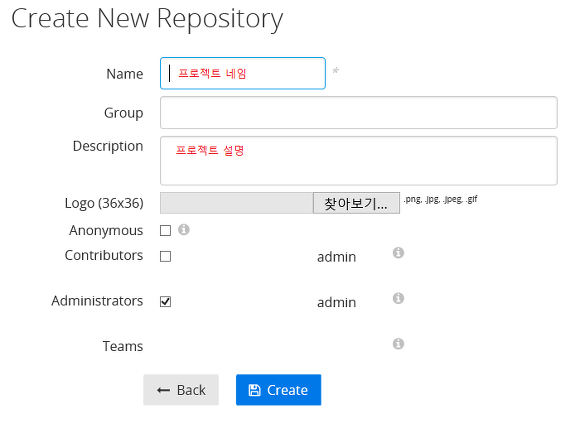 Create New Repository
Name 프로젝트 네임 *
Group
Description 프로젝트 설명
Logo (36x36) 찾아보기... .png, .jpg, .jpeg, .gif
Anonymous
Contributors admin
Administrators admin
Teams
Back Create